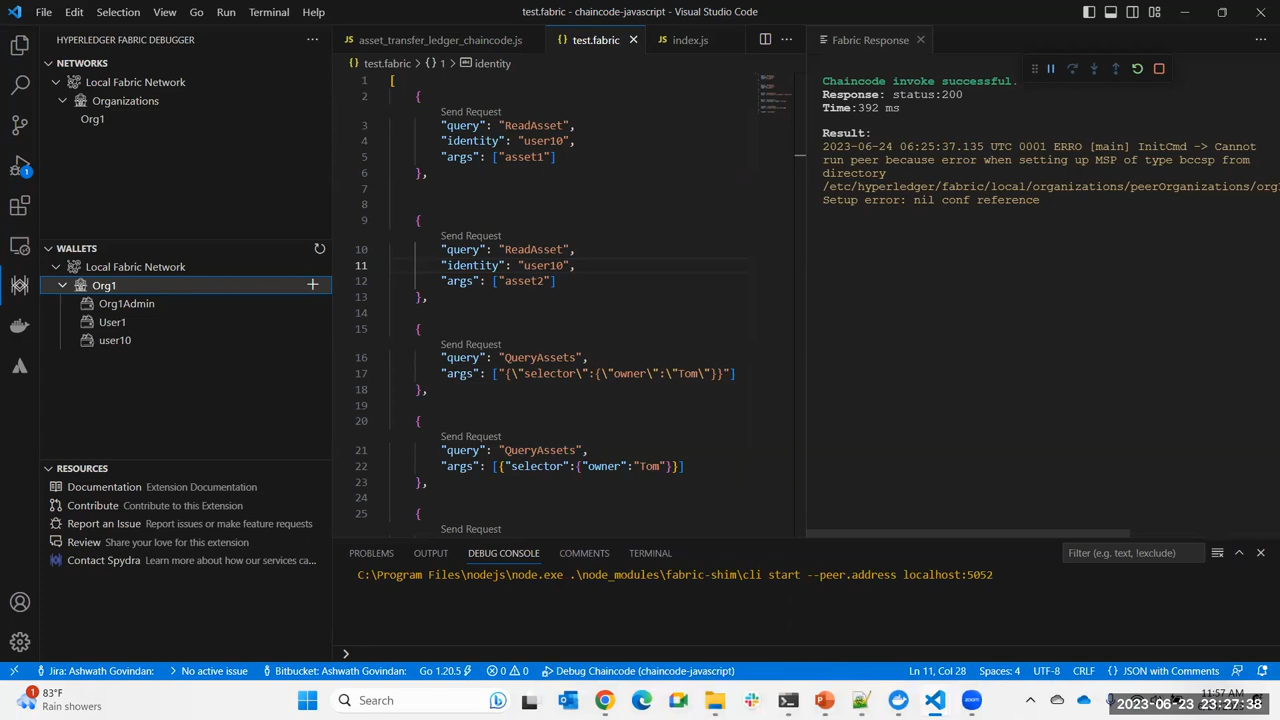 File Edit Selection View Go Run Terminal Help
test.fabric - chaincode-javascript - Visual Studio Code
HYPERLEDGER FABRIC DEBUGGER
NETWORKS
Local Fabric Network
Organizations
Org1
WALLETS
Local Fabric Network
Org1
Org1Admin
User1
user10
RESOURCES
Documentation Extension Documentation
Contribute Contribute to this Extension
Report an Issue Report issues or make feature requests
Review Share your love for this extension
Contact Spydra Learn more about how our services ca...
asset_transfer_ledger_chaincode.js test.fabric index.js
test.fabric > {} 1 > identity
1 [
2 {
Send Request
3 "query": "ReadAsset",
4 "identity": "user10",
5 "args": ["asset1"]
6 },
7
8
9 {
Send Request
10 "query": "ReadAsset",
11 "identity": "user10",
12 "args": ["asset2"]
13 },
14
15 {
Send Request
16 "query": "QueryAssets",
17 "args": ["{\"selector\":{\"owner\":\"Tom\"}}"]
18 },
19
20 {
Send Request
21 "query": "QueryAssets",
22 "args": [{"selector":{"owner":"Tom"}}]
23 },
24
25 {
Send Request
Fabric Response
Chaincode invoke successful.
Response: status:200
Time:392 ms
Result:
2023-06-24 06:25:37.135 UTC 0001 ERRO [main] InitCmd -> Cannot
run peer because error when setting up MSP of type bccsp from
directory
/etc/hyperledger/fabric/local/organizations/peerOrganizations/org
Setup error: nil conf reference
PROBLEMS OUTPUT DEBUG CONSOLE COMMENTS TERMINAL
Filter (e.g. text, !exclude)
C:\Program Files\nodejs\node.exe .\node_modules\fabric-shim\cli start --peer.address localhost:5052
1
Jira: Ashwath Govindan: No active issue Bitbucket: Ashwath Govindan: Go 1.20.5 0 0 Debug Chaincode (chaincode-javascript)
Ln 11, Col 28 Spaces: 4 UTF-8 CRLF {} JSON with Comments
1
83°F
Rain showers
Search
11:57 AM
2023-06-23 23:27:38